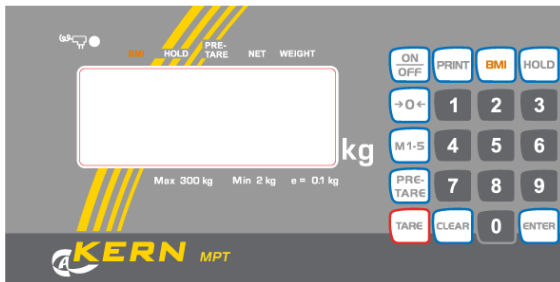 BMI HOLD PRE-TARE NET WEIGHT
kg
Max 300 kg Min 2 kg e = 0.1 kg
KERN MPT
ON OFF PRINT BMI HOLD
→0← 1 2 3
M1-5 4 5 6
PRE-TARE 7 8 9
TARE CLEAR 0 ENTER